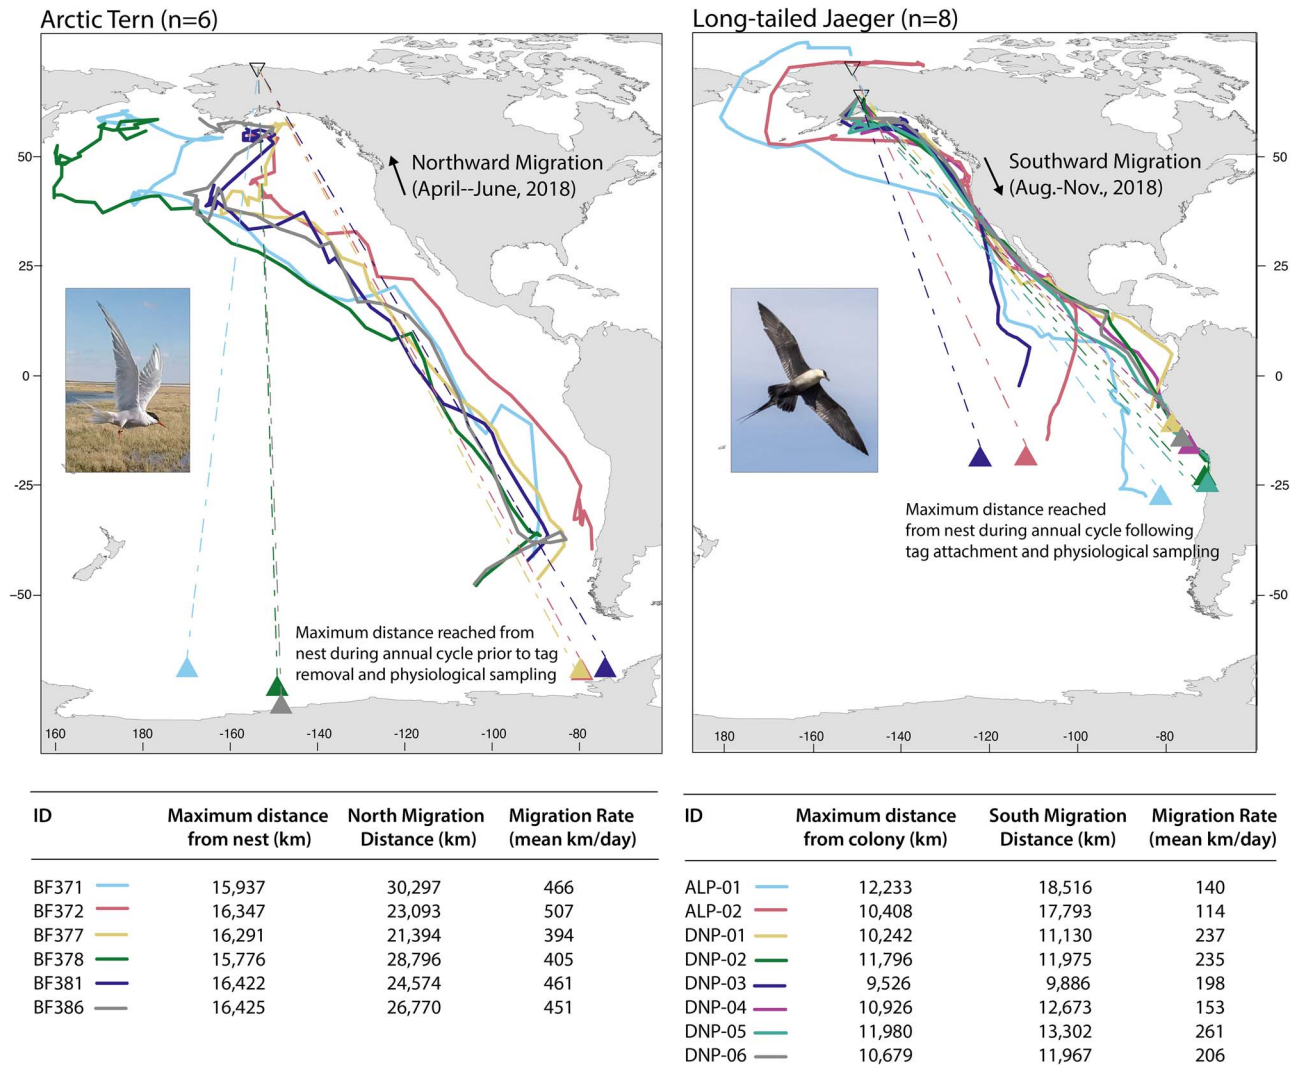 Arctic Tern (n=6)
Northward Migration
(April--June, 2018)
50
25
0
-25
-50
Maximum distance reached from
nest during annual cycle prior to tag
removal and physiological sampling
160 180 -160 -140 -120 -100 -80
Long-tailed Jaeger (n=8)
Southward Migration
(Aug.-Nov., 2018)
50
25
0
-25
-50
Maximum distance reached
from nest during annual cycle following
tag attachment and physiological sampling
180 -160 -140 -120 -100 -80
ID Maximum distance from nest (km) North Migration Distance (km) Migration Rate (mean km/day)
BF371 15,937 30,297 466
BF372 16,347 23,093 507
BF377 16,291 21,394 394
BF378 15,776 28,796 405
BF381 16,422 24,574 461
BF386 16,425 26,770 451
ID Maximum distance from colony (km) South Migration Distance (km) Migration Rate (mean km/day)
ALP-01 12,233 18,516 140
ALP-02 10,408 17,793 114
DNP-01 10,242 11,130 237
DNP-02 11,796 11,975 235
DNP-03 9,526 9,886 198
DNP-04 10,926 12,673 153
DNP-05 11,980 13,302 261
DNP-06 10,679 11,967 206